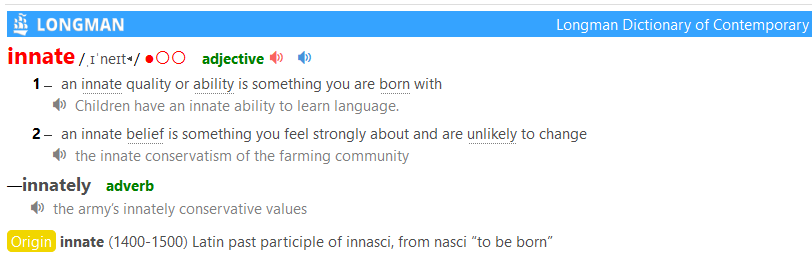 LONGMAN Longman Dictionary of Contemporary
innate /ˌɪˈneɪt◂/ ●○○ adjective
1 – an innate quality or ability is something you are born with
Children have an innate ability to learn language.
2 – an innate belief is something you feel strongly about and are unlikely to change
the innate conservatism of the farming community
—innately adverb
the army’s innately conservative values
Origin innate (1400-1500) Latin past participle of innasci, from nasci “to be born”